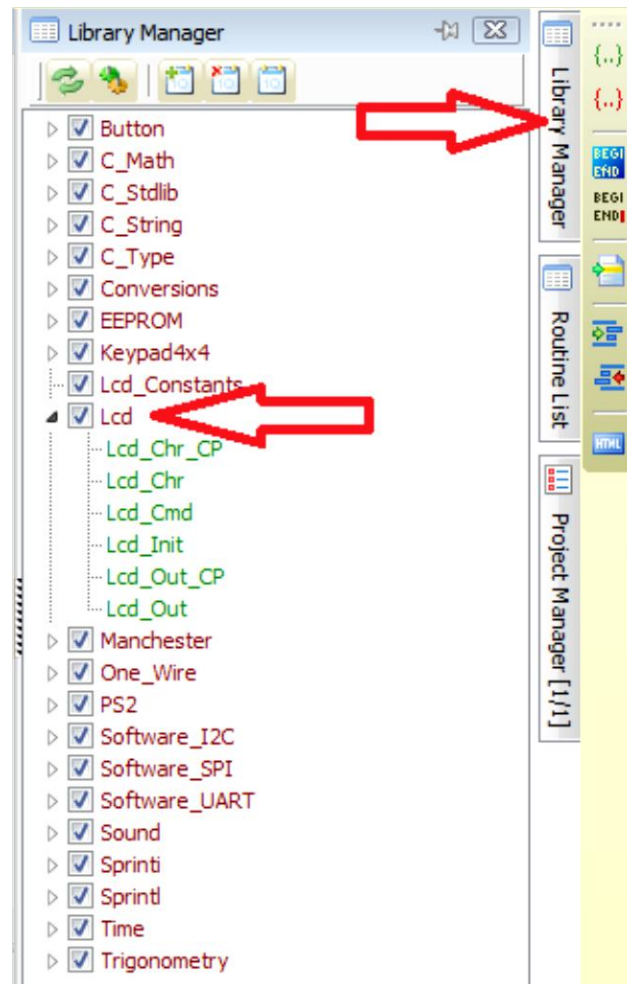 Library Manager
Button
C_Math
C_Stdlib
C_String
C_Type
Conversions
EEPROM
Keypad4x4
Lcd_Constants
Lcd
Lcd_Chr_CP
Lcd_Chr
Lcd_Cmd
Lcd_Init
Lcd_Out_CP
Lcd_Out
Manchester
One_Wire
PS2
Software_I2C
Software_SPI
Software_UART
Sound
Sprinti
Sprintl
Time
Trigonometry
Library Manager
Routine List
Project Manager [1/1]
{..}
{..}
BEGI
END
BEGI
END
HTML